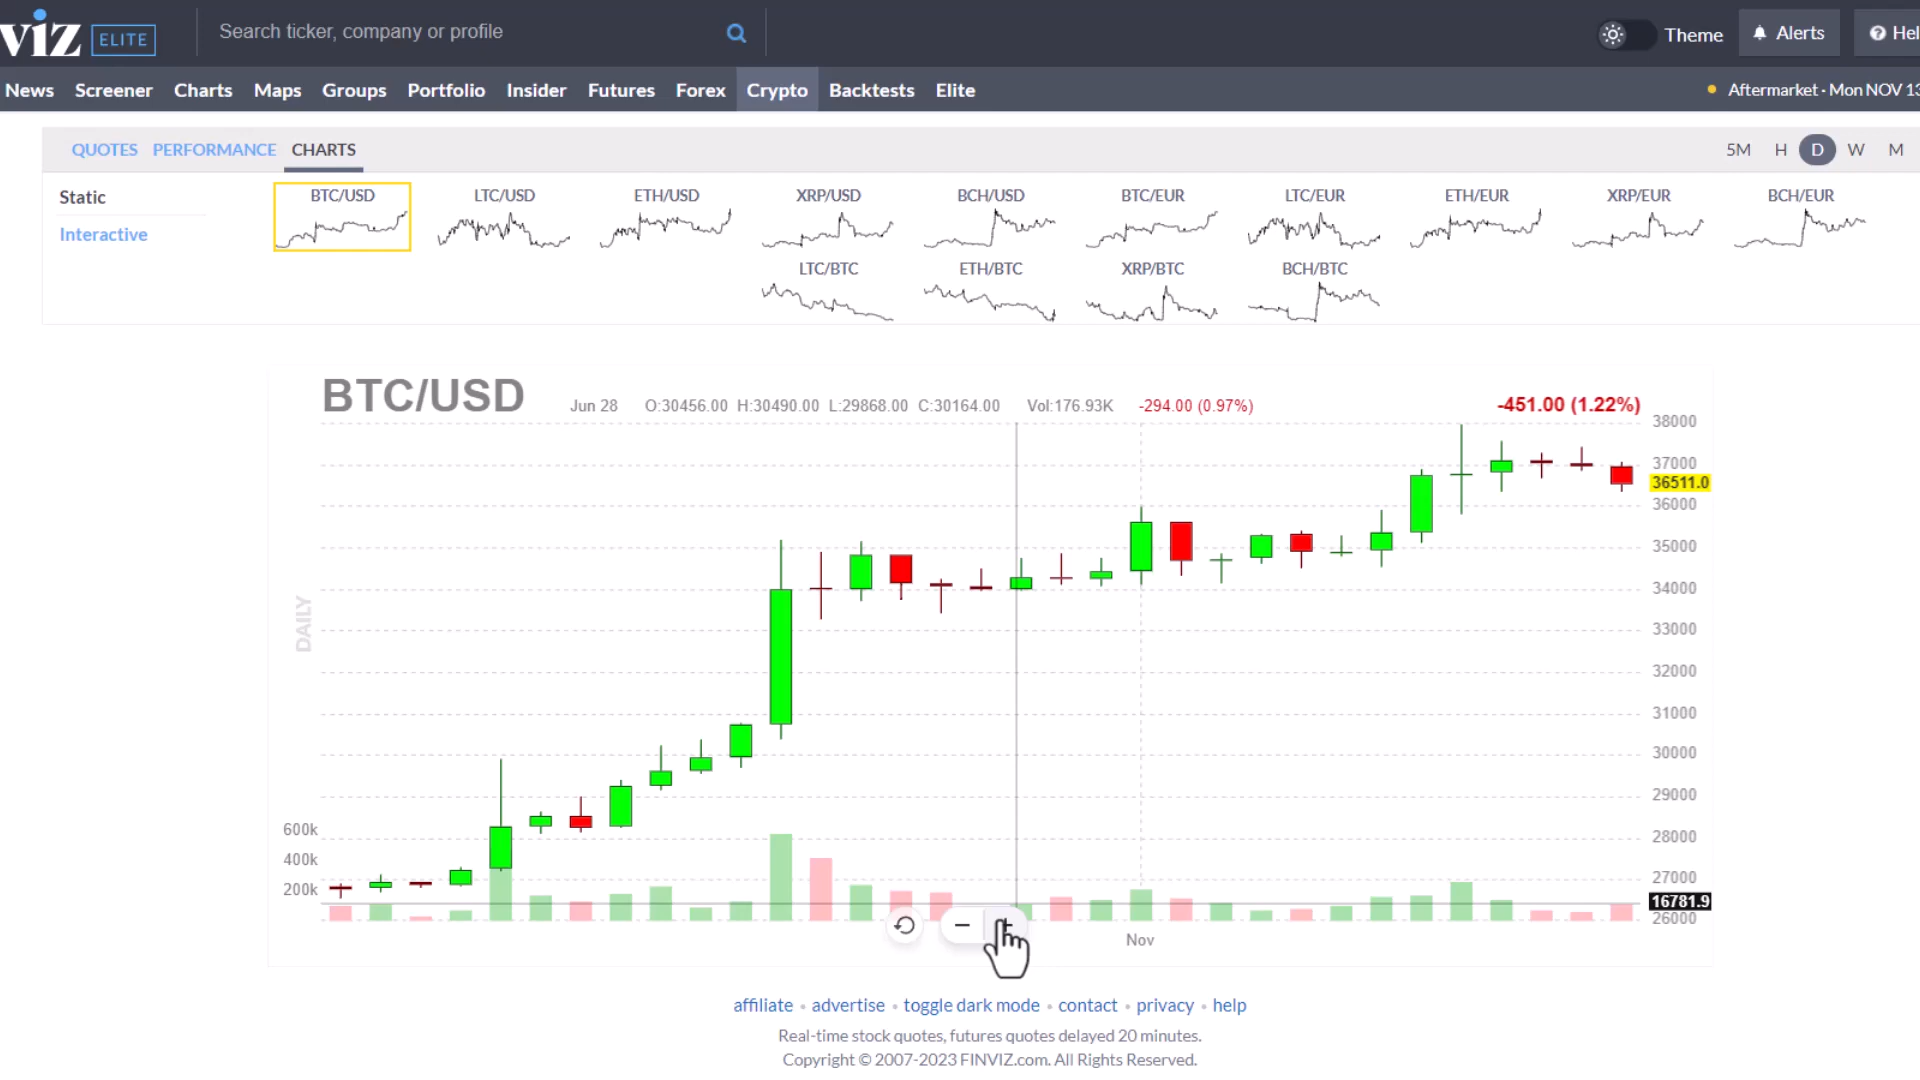 viz ELITE
Search ticker, company or profile
Theme
Alerts
Hel
News Screener Charts Maps Groups Portfolio Insider Futures Forex Crypto Backtests Elite
Aftermarket · Mon NOV 13
QUOTES PERFORMANCE CHARTS
5M H D W M
Static
Interactive
BTC/USD LTC/USD ETH/USD XRP/USD BCH/USD BTC/EUR LTC/EUR ETH/EUR XRP/EUR BCH/EUR
LTC/BTC ETH/BTC XRP/BTC BCH/BTC
BTC/USD
Jun 28 O:30456.00 H:30490.00 L:29868.00 C:30164.00 Vol:176.93K -294.00 (0.97%)
-451.00 (1.22%)
38000
37000
36511.0
36000
35000
34000
33000
32000
31000
30000
29000
28000
27000
16781.9
26000
DAILY
600k
400k
200k
Nov
affiliate • advertise • toggle dark mode • contact • privacy • help
Real-time stock quotes, futures quotes delayed 20 minutes.
Copyright © 2007-2023 FINVIZ.com. All Rights Reserved.